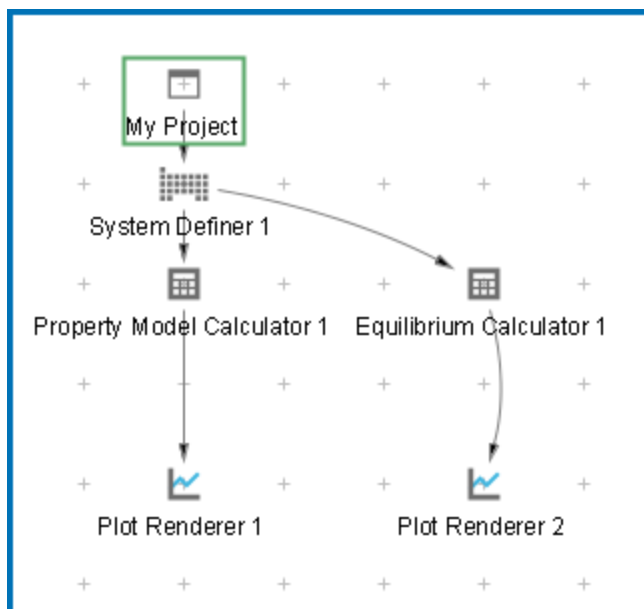 My Project
System Definer 1
Property Model Calculator 1
Equilibrium Calculator 1
Plot Renderer 1
Plot Renderer 2